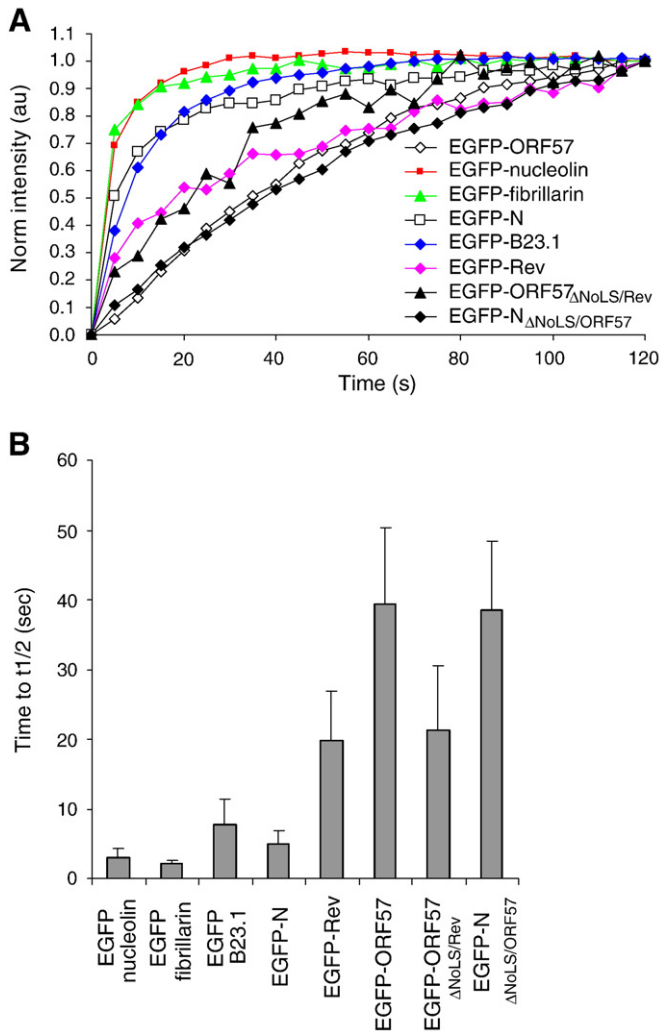 A
Norm intensity (au)
1.1
1.0
0.9
0.8
0.7
0.6
0.5
0.4
0.3
0.2
0.1
0.0
EGFP-ORF57
EGFP-nucleolin
EGFP-fibrillarin
EGFP-N
EGFP-B23.1
EGFP-Rev
EGFP-ORF57ΔNoLS/Rev
EGFP-NΔNoLS/ORF57
0 20 40 60 80 100 120
Time (s)
B
Time to t1/2 (sec)
60
50
40
30
20
10
0
EGFP
nucleolin
EGFP
fibrillarin
EGFP
B23.1
EGFP-N
EGFP-Rev
EGFP-ORF57
EGFP-ORF57
ΔNoLS/Rev
EGFP-N
ΔNoLS/ORF57